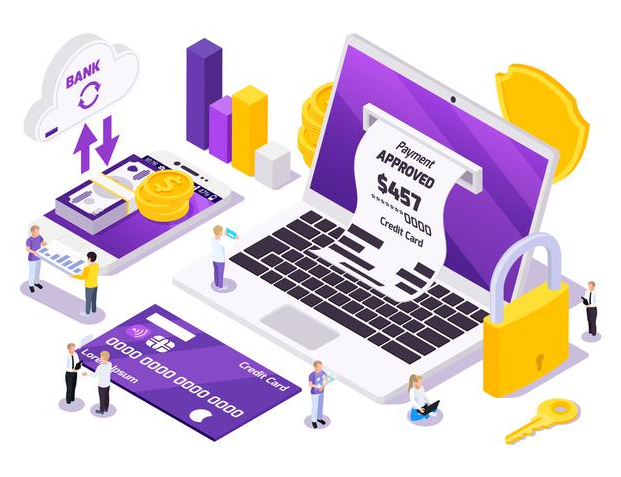 BANK
Payment
APPROVED
$457
*******0000
Credit Card
Credit Card
0000 0000 0000 0000
Lorem Ipsum